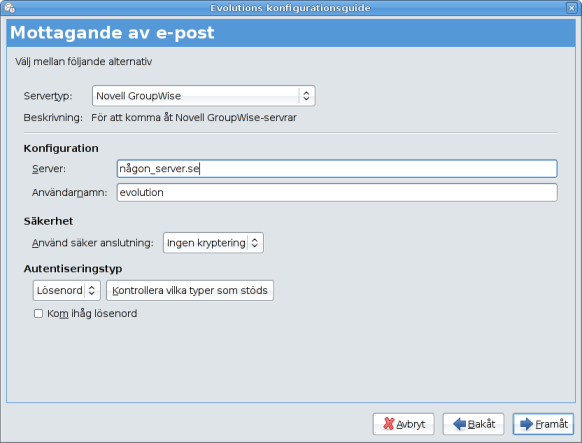 Evolutions konfigurationsguide
Mottagande av e-post
Välj mellan följande alternativ
Servertyp: Novell GroupWise
Beskrivning: För att komma åt Novell GroupWise-servrar
Konfiguration
Server: någon_server.se
Användarnamn: evolution
Säkerhet
Använd säker anslutning: Ingen kryptering
Autentiseringstyp
Lösenord Kontrollera vilka typer som stöds
Kom ihåg lösenord
Avbryt Bakåt Framåt